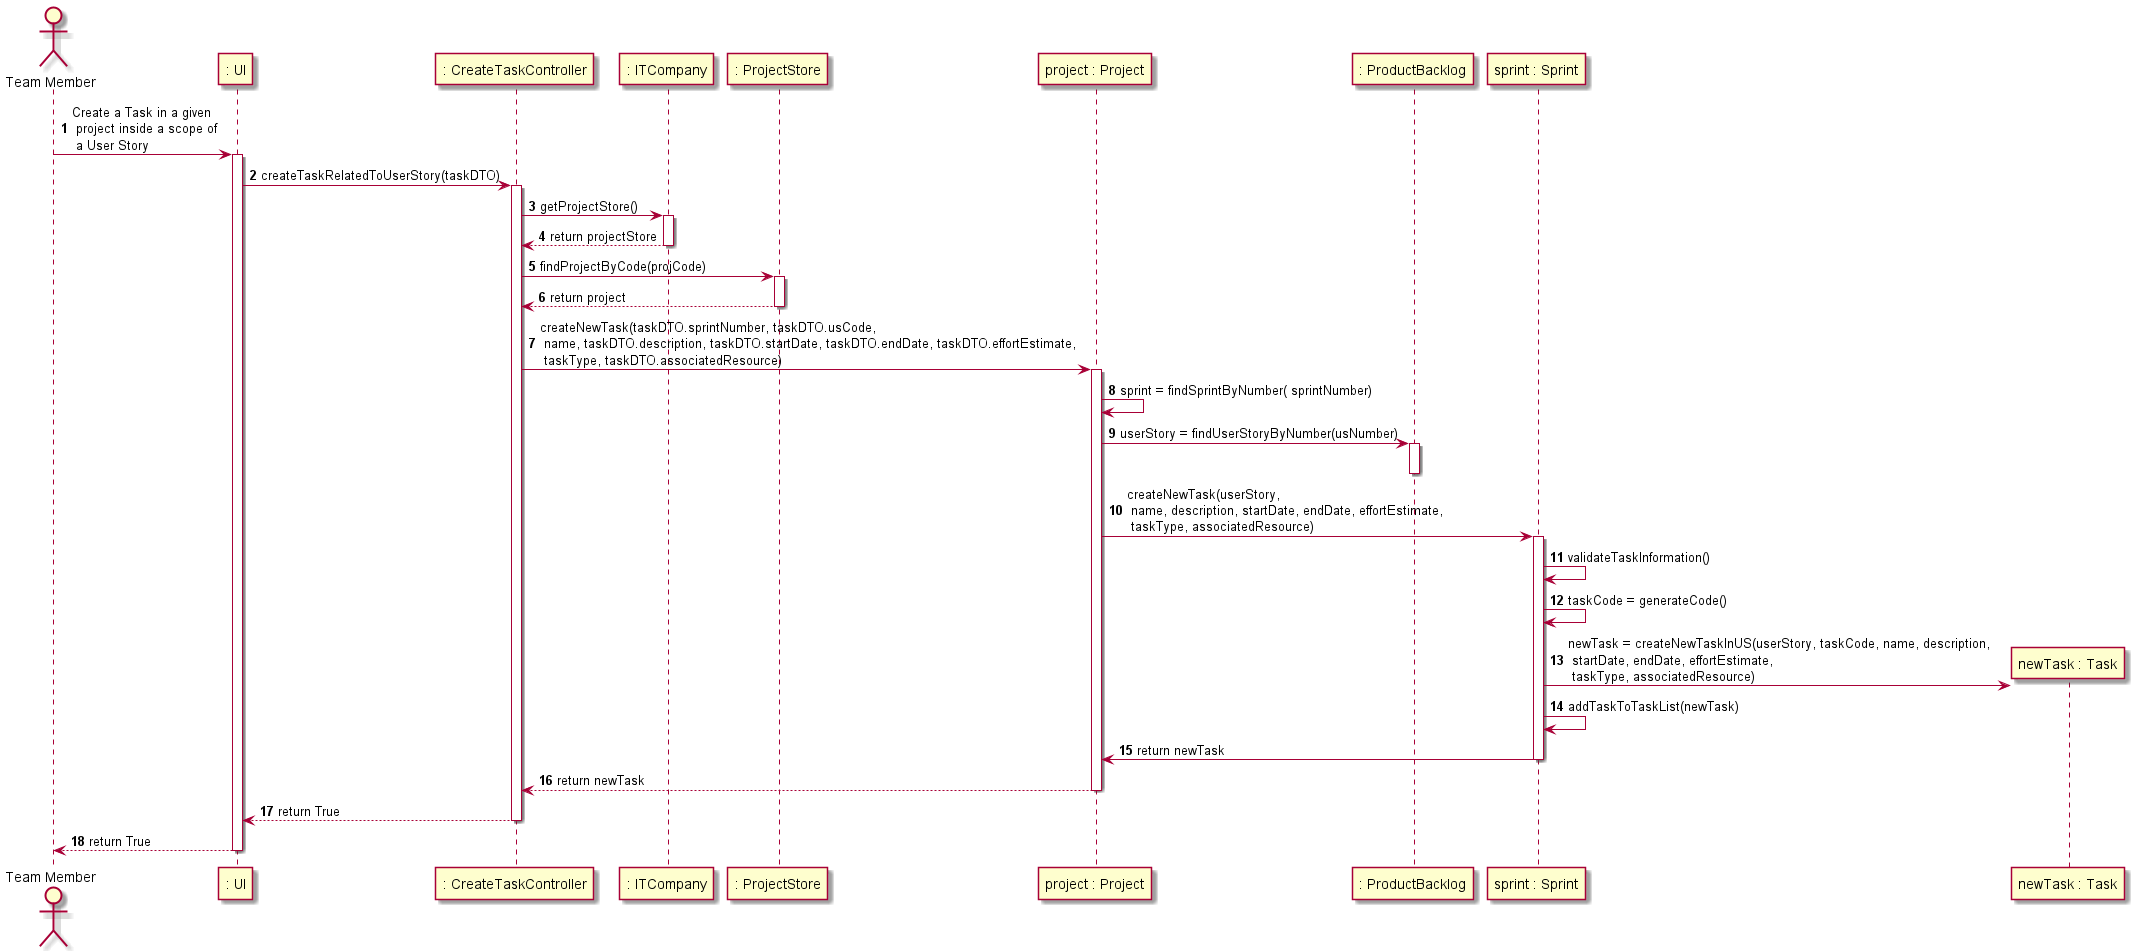 Team Member
: UI
: CreateTaskController
: ITCompany
: ProjectStore
project : Project
: ProductBacklog
sprint : Sprint
Create a Task in a given
1 project inside a scope of
a User Story
2 createTaskRelatedToUserStory(taskDTO)
3 getProjectStore()
4 return projectStore
5 findProjectByCode(projCode)
6 return project
createNewTask(taskDTO.sprintNumber, taskDTO.usCode,
7 name, taskDTO.description, taskDTO.startDate, taskDTO.endDate, taskDTO.effortEstimate,
taskType, taskDTO.associatedResource)
8 sprint = findSprintByNumber( sprintNumber)
9 userStory = findUserStoryByNumber(usNumber)
createNewTask(userStory,
10 name, description, startDate, endDate, effortEstimate,
taskType, associatedResource)
11 validateTaskInformation()
12 taskCode = generateCode()
newTask = createNewTaskInUS(userStory, taskCode, name, description,
13 startDate, endDate, effortEstimate,
taskType, associatedResource)
newTask : Task
14 addTaskToTaskList(newTask)
15 return newTask
16 return newTask
17 return True
18 return True
Team Member
: UI
: CreateTaskController
: ITCompany
: ProjectStore
project : Project
: ProductBacklog
sprint : Sprint
newTask : Task